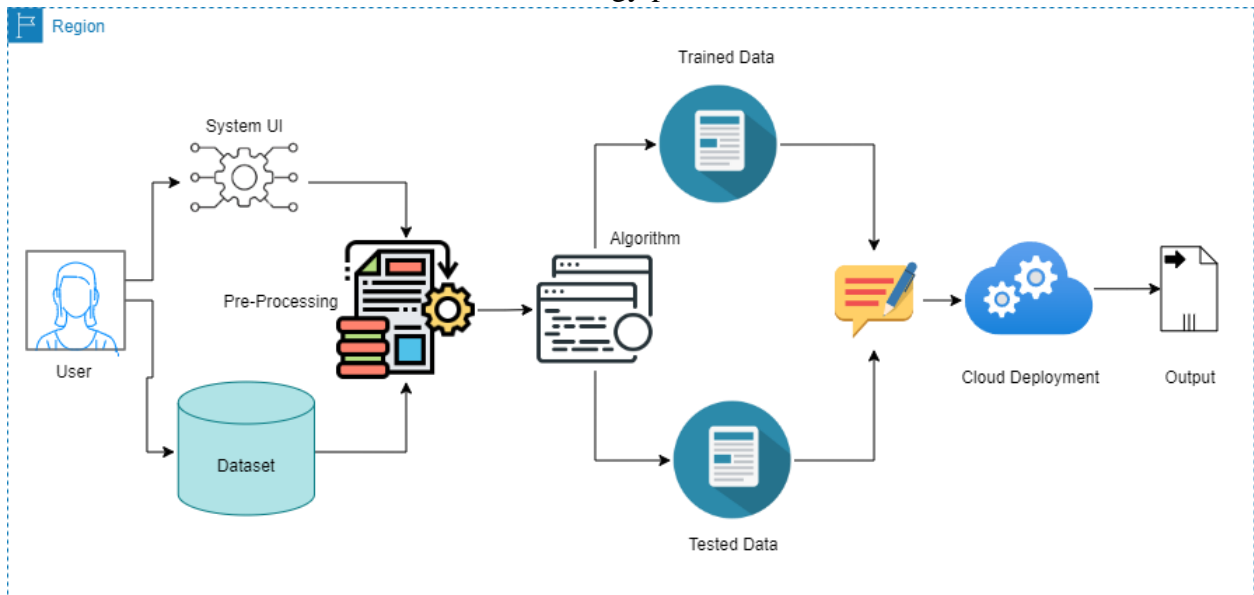 Region
Trained Data
System UI
Algorithm
Pre-Processing
User
Cloud Deployment
Output
Dataset
Tested Data